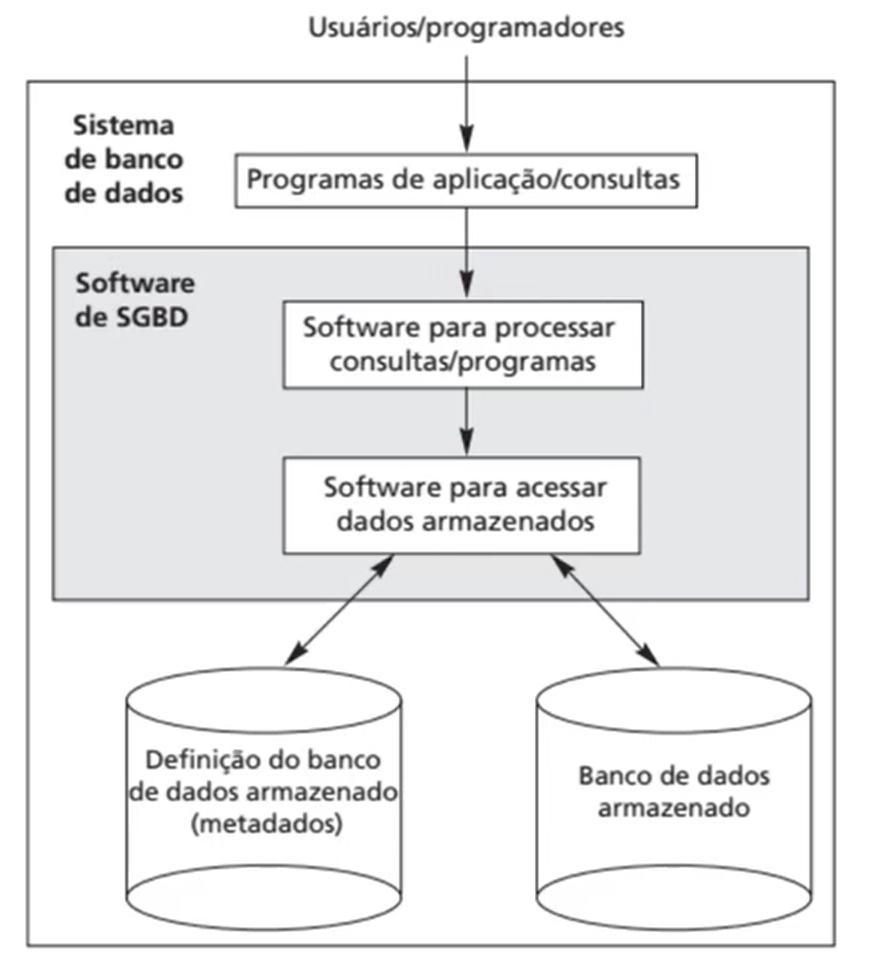 Usuários/programadores
Sistema
de banco
de dados
Programas de aplicação/consultas
Software
de SGBD
Software para processar
consultas/programas
Software para acessar
dados armazenados
Definição do banco
de dados armazenado
(metadados)
Banco de dados
armazenado